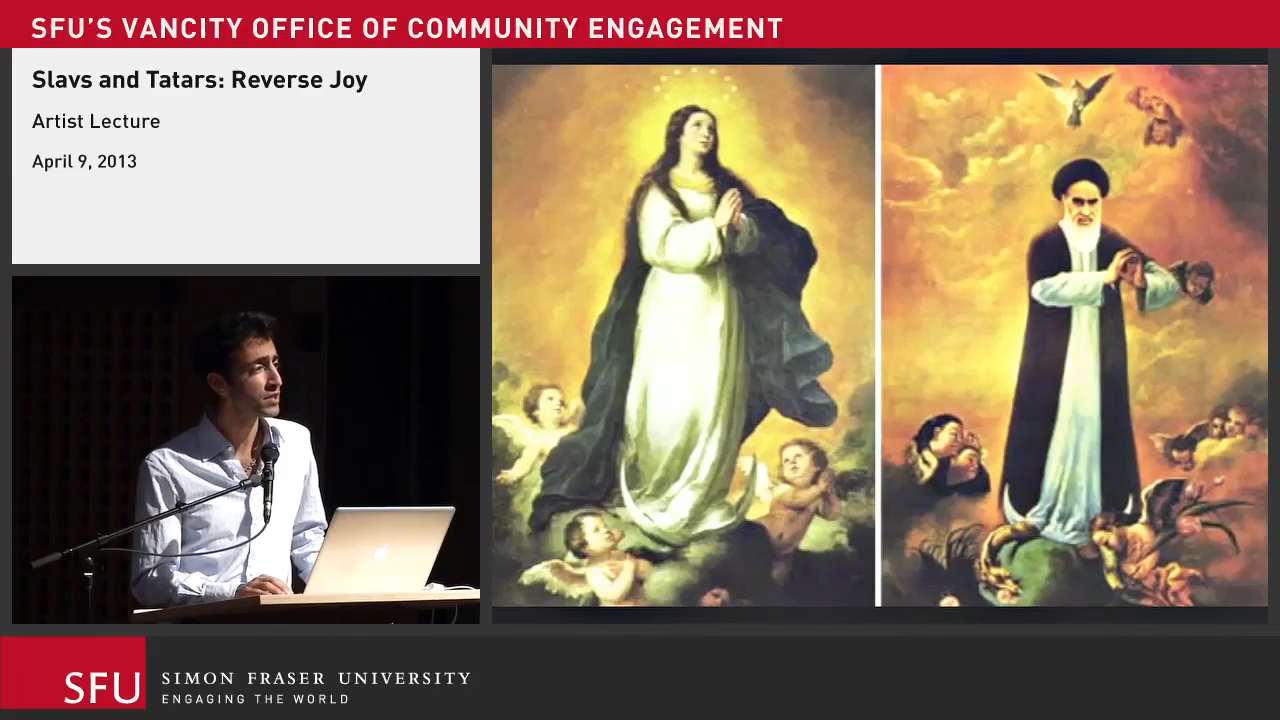 SFU'S VANCITY OFFICE OF COMMUNITY ENGAGEMENT
Slavs and Tatars: Reverse Joy
Artist Lecture
April 9, 2013
SFU
SIMON FRASER UNIVERSITY
ENGAGING THE WORLD